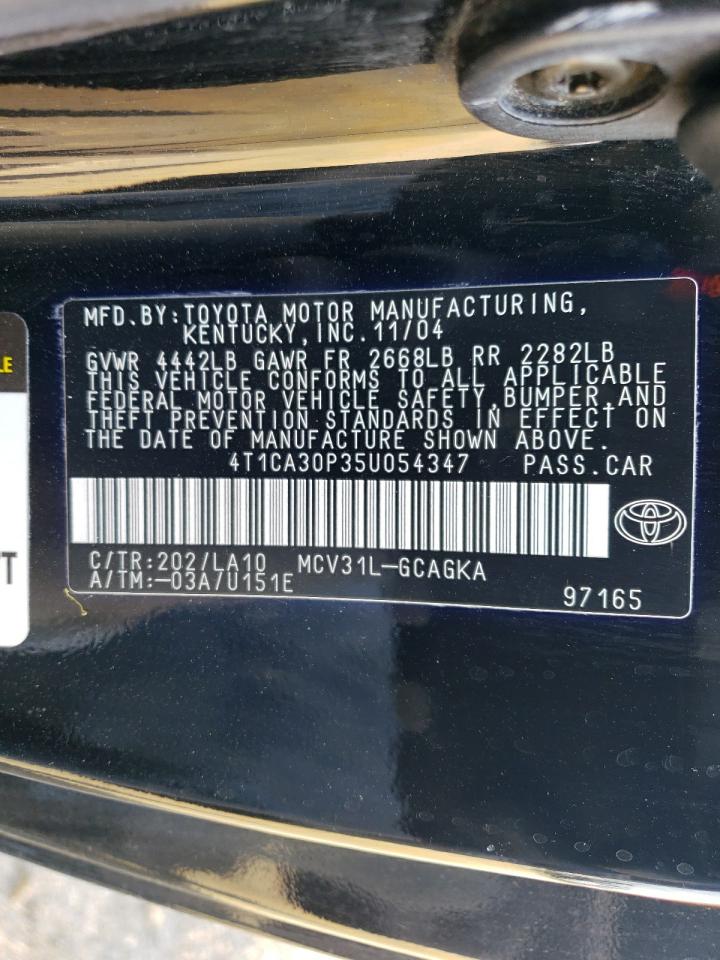 MFD.BY:TOYOTA MOTOR MANUFACTURING,
KENTUCKY,INC.11/04
GVWR 4442LB GAWR FR 2668LB RR 2282LB
THIS VEHICLE CONFORMS TO ALL APPLICABLE
FEDERAL MOTOR VEHICLE SAFETY,BUMPER,AND
THEFT PREVENTION STANDARDS IN EFFECT ON
THE DATE OF MANUFACTURE SHOWN ABOVE.
4T1CA30P35U054347 PASS.CAR
C/TR:202/LA10 MCV31L-GCAGKA
A/TM:-03A/U151E
97165